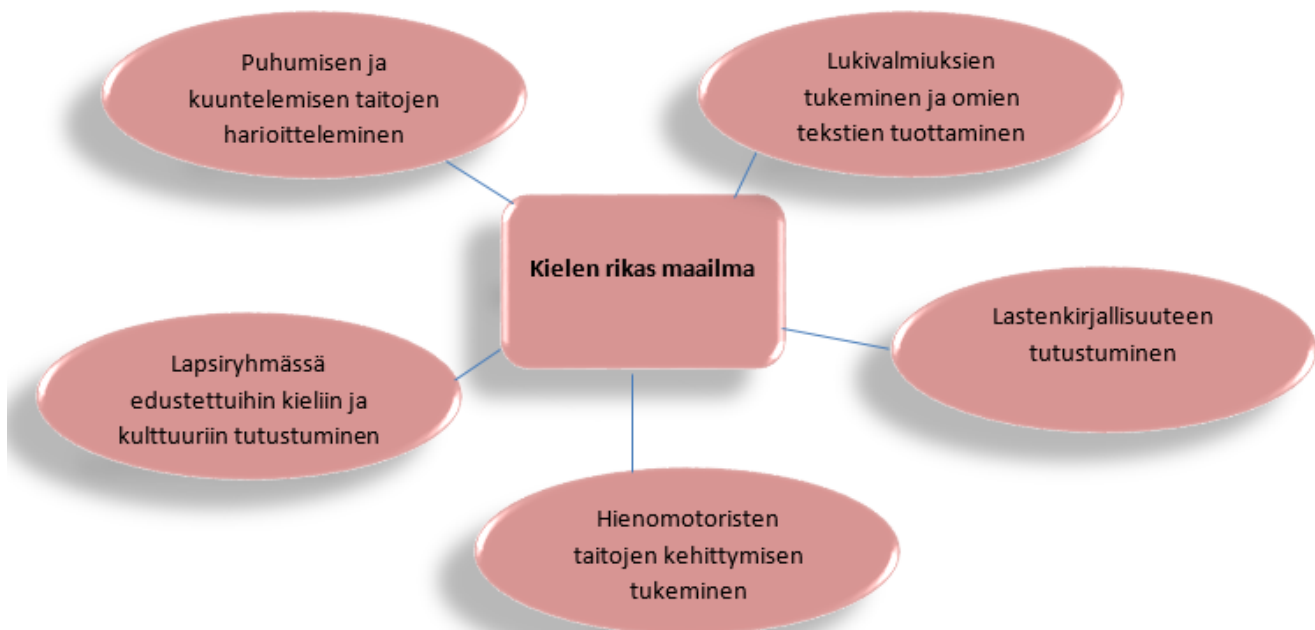 Puhumisen ja
kuuntelemisen taitojen
harioitteleminen
Lukivalmiuksien
tukeminen ja omien
tekstien tuottaminen
Kielen rikas maailma
Lastenkirjallisuuteen
tutustuminen
Lapsiryhmässä
edustettuihin kieliin ja
kulttuuriin tutustuminen
Hienomotoristen
taitojen kehittymisen
tukeminen